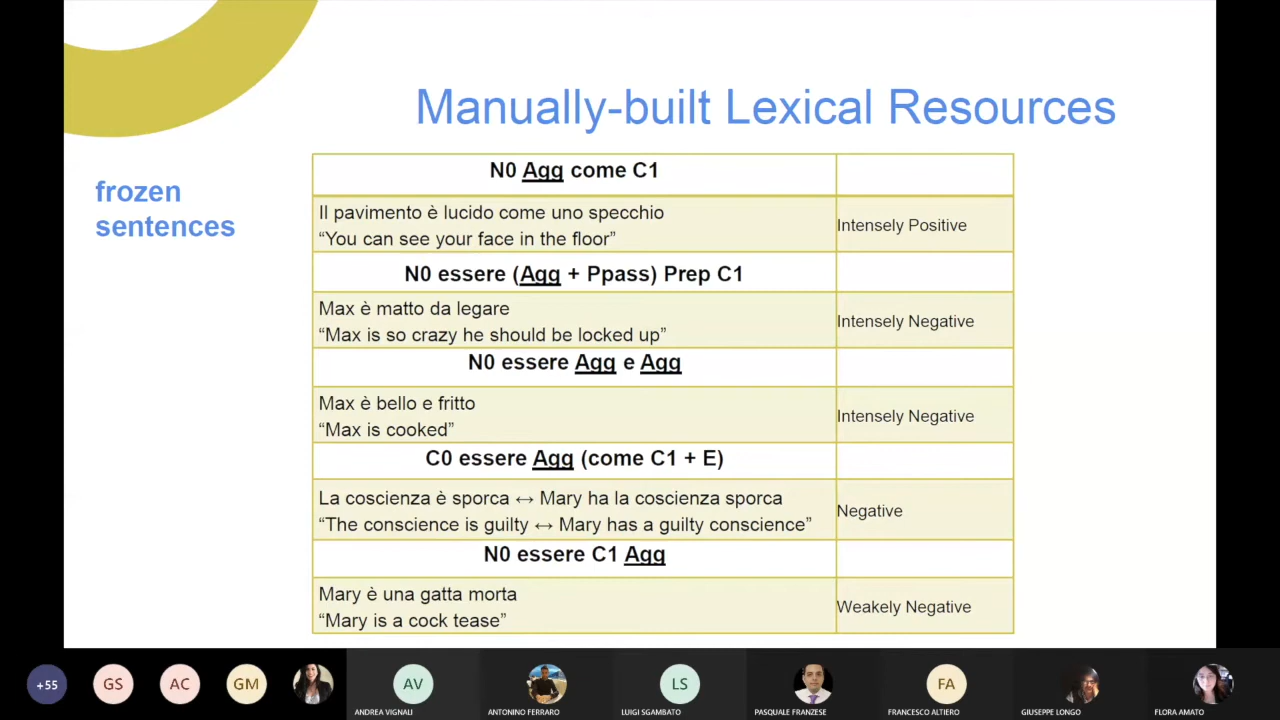 Manually-built Lexical Resources
frozen
sentences
N0 Agg come C1
Il pavimento è lucido come uno specchio
“You can see your face in the floor”
Intensely Positive
N0 essere (Agg + Ppass) Prep C1
Max è matto da legare
“Max is so crazy he should be locked up”
Intensely Negative
N0 essere Agg e Agg
Max è bello e fritto
“Max is cooked”
Intensely Negative
C0 essere Agg (come C1 + E)
La coscienza è sporca ↔ Mary ha la coscienza sporca
“The conscience is guilty ↔ Mary has a guilty conscience”
Negative
N0 essere C1 Agg
Mary è una gatta morta
“Mary is a cock tease”
Weakely Negative
+55
GS
AC
GM
AV
LS
FA
ANDREA VIGNALI
ANTONINO FERRARO
LUIGI SGAMBATO
PASQUALE FRANZESE
FRANCESCO ALTIERO
GIUSEPPE LONGO
FLORA AMATO